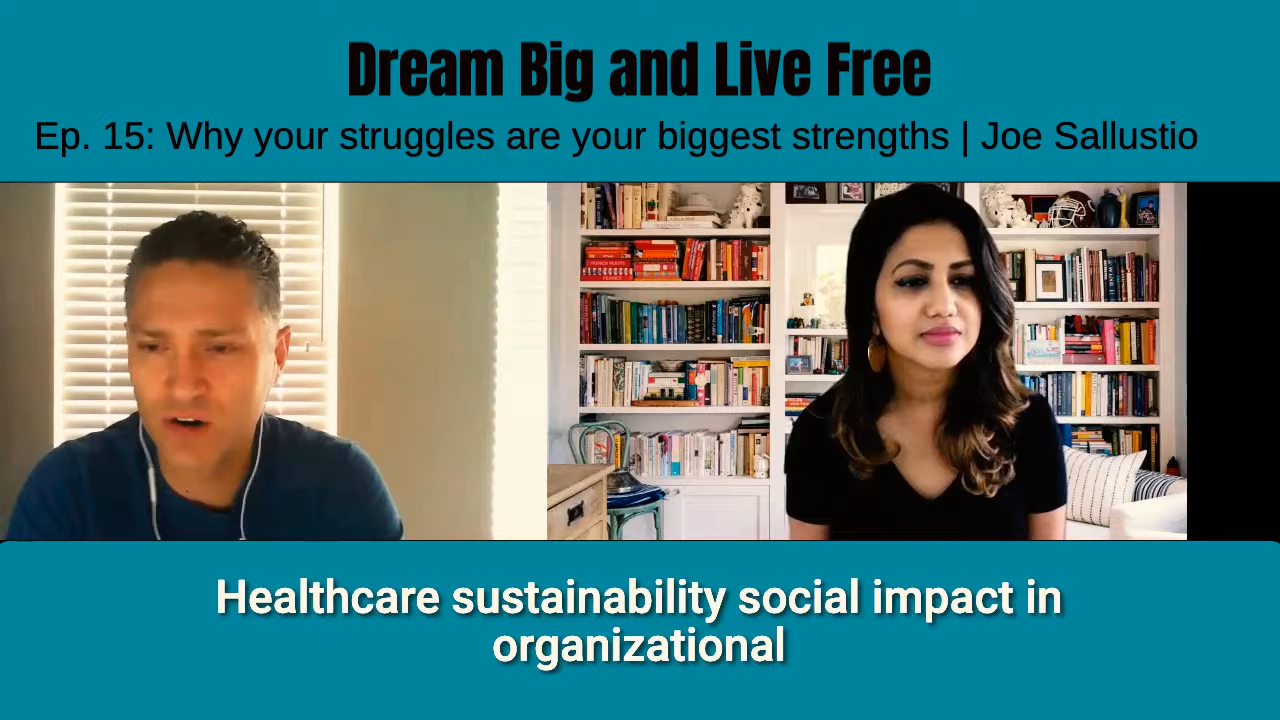 Dream Big and Live Free
Ep. 15: Why your struggles are your biggest strengths | Joe Sallustio
Healthcare sustainability social impact in
organizational